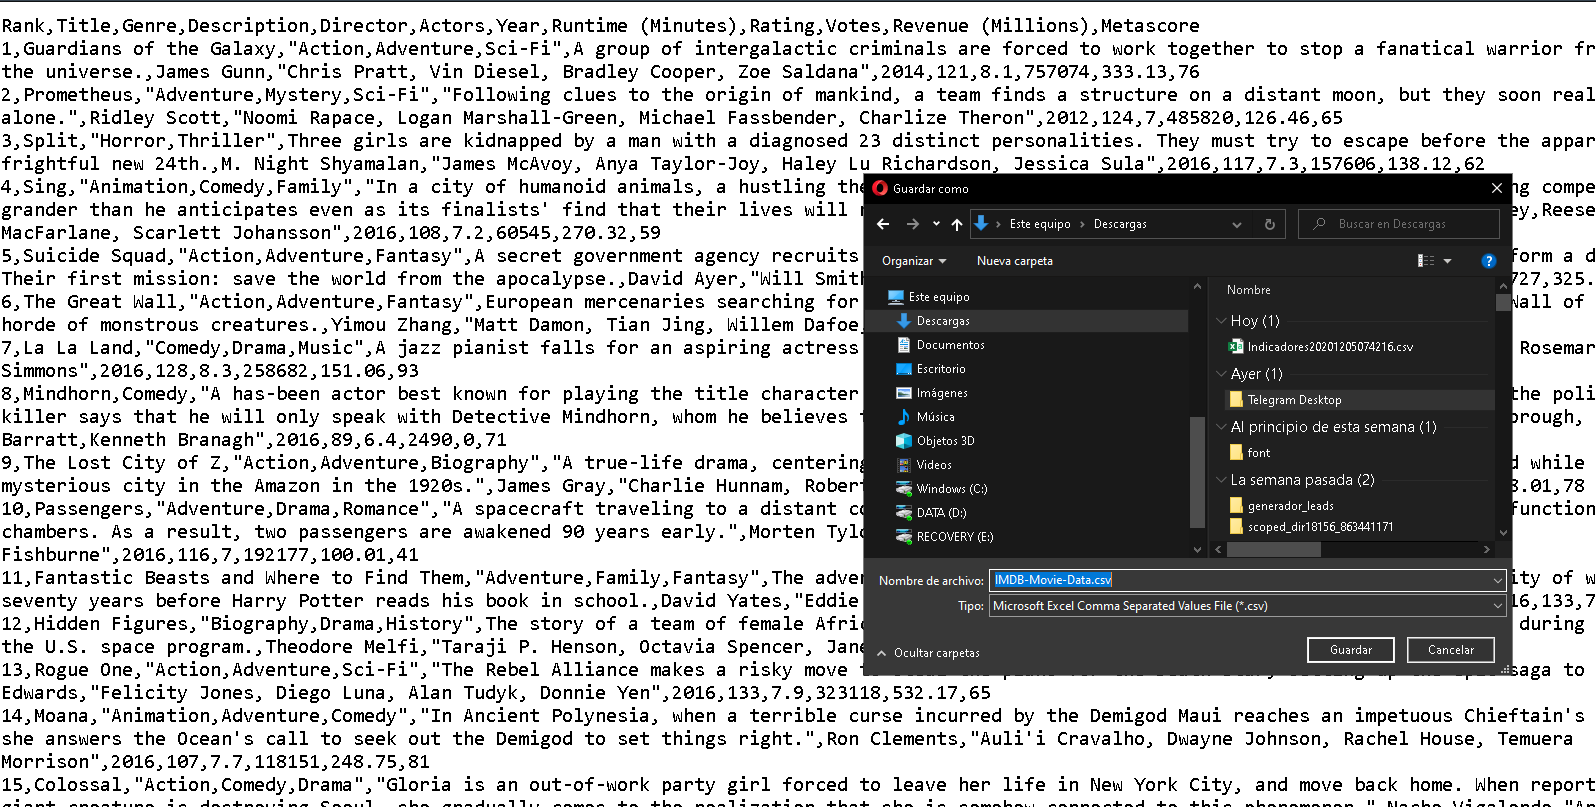 Rank,Title,Genre,Description,Director,Actors,Year,Runtime (Minutes),Rating,Votes,Revenue (Millions),Metascore
1,Guardians of the Galaxy,"Action,Adventure,Sci-Fi",A group of intergalactic criminals are forced to work together to stop a fanatical warrior fr
the universe.,James Gunn,"Chris Pratt, Vin Diesel, Bradley Cooper, Zoe Saldana",2014,121,8.1,757074,333.13,76
2,Prometheus,"Adventure,Mystery,Sci-Fi","Following clues to the origin of mankind, a team finds a structure on a distant moon, but they soon real
alone.",Ridley Scott,"Noomi Rapace, Logan Marshall-Green, Michael Fassbender, Charlize Theron",2012,124,7,485820,126.46,65
3,Split,"Horror,Thriller",Three girls are kidnapped by a man with a diagnosed 23 distinct personalities. They must try to escape before the appar
frightful new 24th.,M. Night Shyamalan,"James McAvoy, Anya Taylor-Joy, Haley Lu Richardson, Jessica Sula",2016,117,7.3,157606,138.12,62
4,Sing,"Animation,Comedy,Family","In a city of humanoid animals, a hustling the ng compe
grander than he anticipates even as its finalists' find that their lives will ey,Reese
MacFarlane, Scarlett Johansson",2016,108,7.2,60545,270.32,59
5,Suicide Squad,"Action,Adventure,Fantasy",A secret government agency recruits form a d
Their first mission: save the world from the apocalypse.,David Ayer,"Will Smith 727,325.
6,The Great Wall,"Action,Adventure,Fantasy",European mercenaries searching for Wall of
horde of monstrous creatures.,Yimou Zhang,"Matt Damon, Tian Jing, Willem Dafoe,
7,La La Land,"Comedy,Drama,Music",A jazz pianist falls for an aspiring actress Rosemar
Simmons",2016,128,8.3,258682,151.06,93
8,Mindhorn,Comedy,"A has-been actor best known for playing the title character the poli
killer says that he will only speak with Detective Mindhorn, whom he believes orough,
Barratt,Kenneth Branagh",2016,89,6.4,2490,0,71
9,The Lost City of Z,"Action,Adventure,Biography","A true-life drama, centering d while
mysterious city in the Amazon in the 1920s.",James Gray,"Charlie Hunnam, Rober 8.01,78
10,Passengers,"Adventure,Drama,Romance","A spacecraft traveling to a distant co function
chambers. As a result, two passengers are awakened 90 years early.",Morten Tyld
Fishburne",2016,116,7,192177,100.01,41
11,Fantastic Beasts and Where to Find Them,"Adventure,Family,Fantasy",The adven ity of w
seventy years before Harry Potter reads his book in school.,David Yates,"Eddie 16,133,7
12,Hidden Figures,"Biography,Drama,History",The story of a team of female Afri during
the U.S. space program.,Theodore Melfi,"Taraji P. Henson, Octavia Spencer, Jane
13,Rogue One,"Action,Adventure,Sci-Fi","The Rebel Alliance makes a risky move saga to
Edwards,"Felicity Jones, Diego Luna, Alan Tudyk, Donnie Yen",2016,133,7.9,323118,532.17,65
14,Moana,"Animation,Adventure,Comedy","In Ancient Polynesia, when a terrible curse incurred by the Demigod Maui reaches an impetuous Chieftain's
she answers the Ocean's call to seek out the Demigod to set things right.",Ron Clements,"Auli'i Cravalho, Dwayne Johnson, Rachel House, Temuera
Morrison",2016,107,7.7,118151,248.75,81
15,Colossal,"Action,Comedy,Drama","Gloria is an out-of-work party girl forced to leave her life in New York City, and move back home. When report
Guardar como
Este equipo > Descargas
Buscar en Descargas
Organizar
Nueva carpeta
Este equipo
Descargas
Documentos
Escritorio
Imágenes
Música
Objetos 3D
Videos
Windows (C:)
DATA (D:)
RECOVERY (E:)
Nombre
Hoy (1)
Indicadores20201205074216.csv
Ayer (1)
Telegram Desktop
Al principio de esta semana (1)
font
La semana pasada (2)
generador_leads
scoped_dir18156_863441171
Nombre de archivo: IMDB-Movie-Data.csv
Tipo: Microsoft Excel Comma Separated Values File (*.csv)
Ocultar carpetas
Guardar
Cancelar